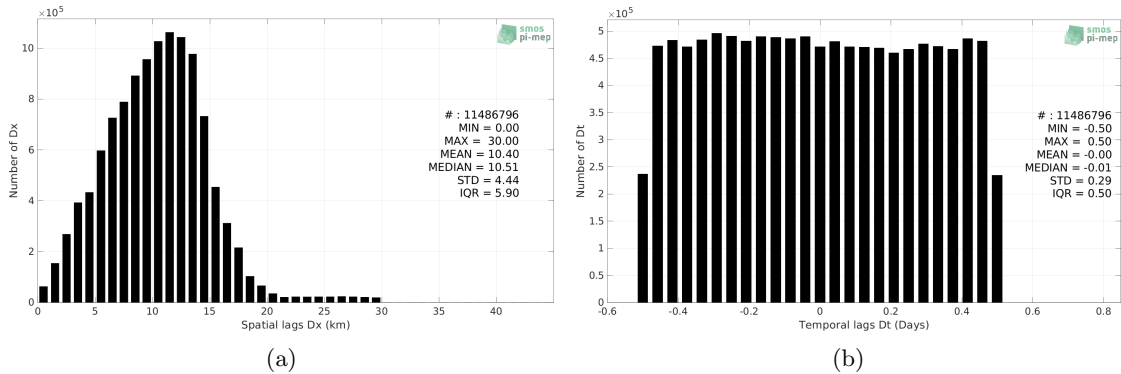 ×10⁵
10
8
6
4
2
0
Number of Dx
0 5 10 15 20 25 30 35 40
Spatial lags Dx (km)
smos
pi-mep
# : 11486796
MIN = 0.00
MAX = 30.00
MEAN = 10.40
MEDIAN = 10.51
STD = 4.44
IQR = 5.90
(a)
×10⁵
5
4.5
4
3.5
3
2.5
2
1.5
1
0.5
0
Number of Dt
-0.6 -0.4 -0.2 0 0.2 0.4 0.6 0.8
Temporal lags Dt (Days)
smos
pi-mep
# : 11486796
MIN = -0.50
MAX = 0.50
MEAN = -0.00
MEDIAN = -0.01
STD = 0.29
IQR = 0.50
(b)